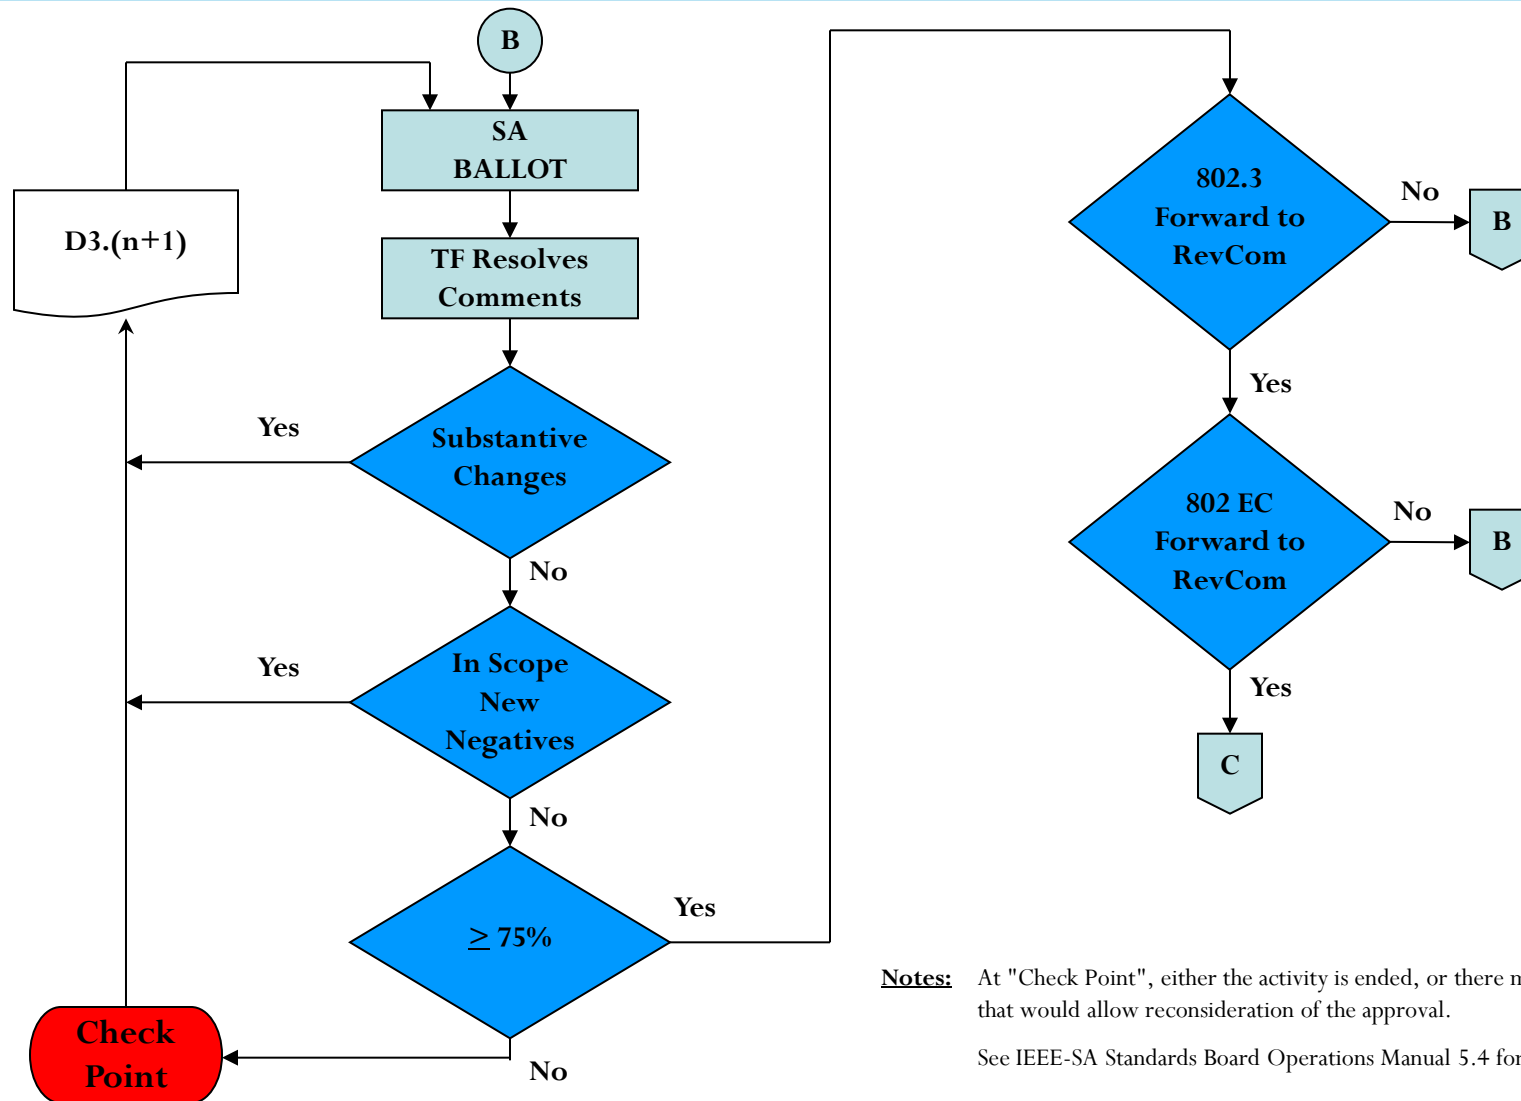 B
SA
BALLOT
D3.(n+1)
TF Resolves
Comments
Yes
Substantive
Changes
No
Yes
In Scope
New
Negatives
No
≥ 75%
Yes
No
Check
Point
802.3
Forward to
RevCom
No
B
Yes
802 EC
Forward to
RevCom
No
B
Yes
C
Notes: At "Check Point", either the activity is ended, or there
that would allow reconsideration of the approval.
See IEEE-SA Standards Board Operations Manual 5.4 for